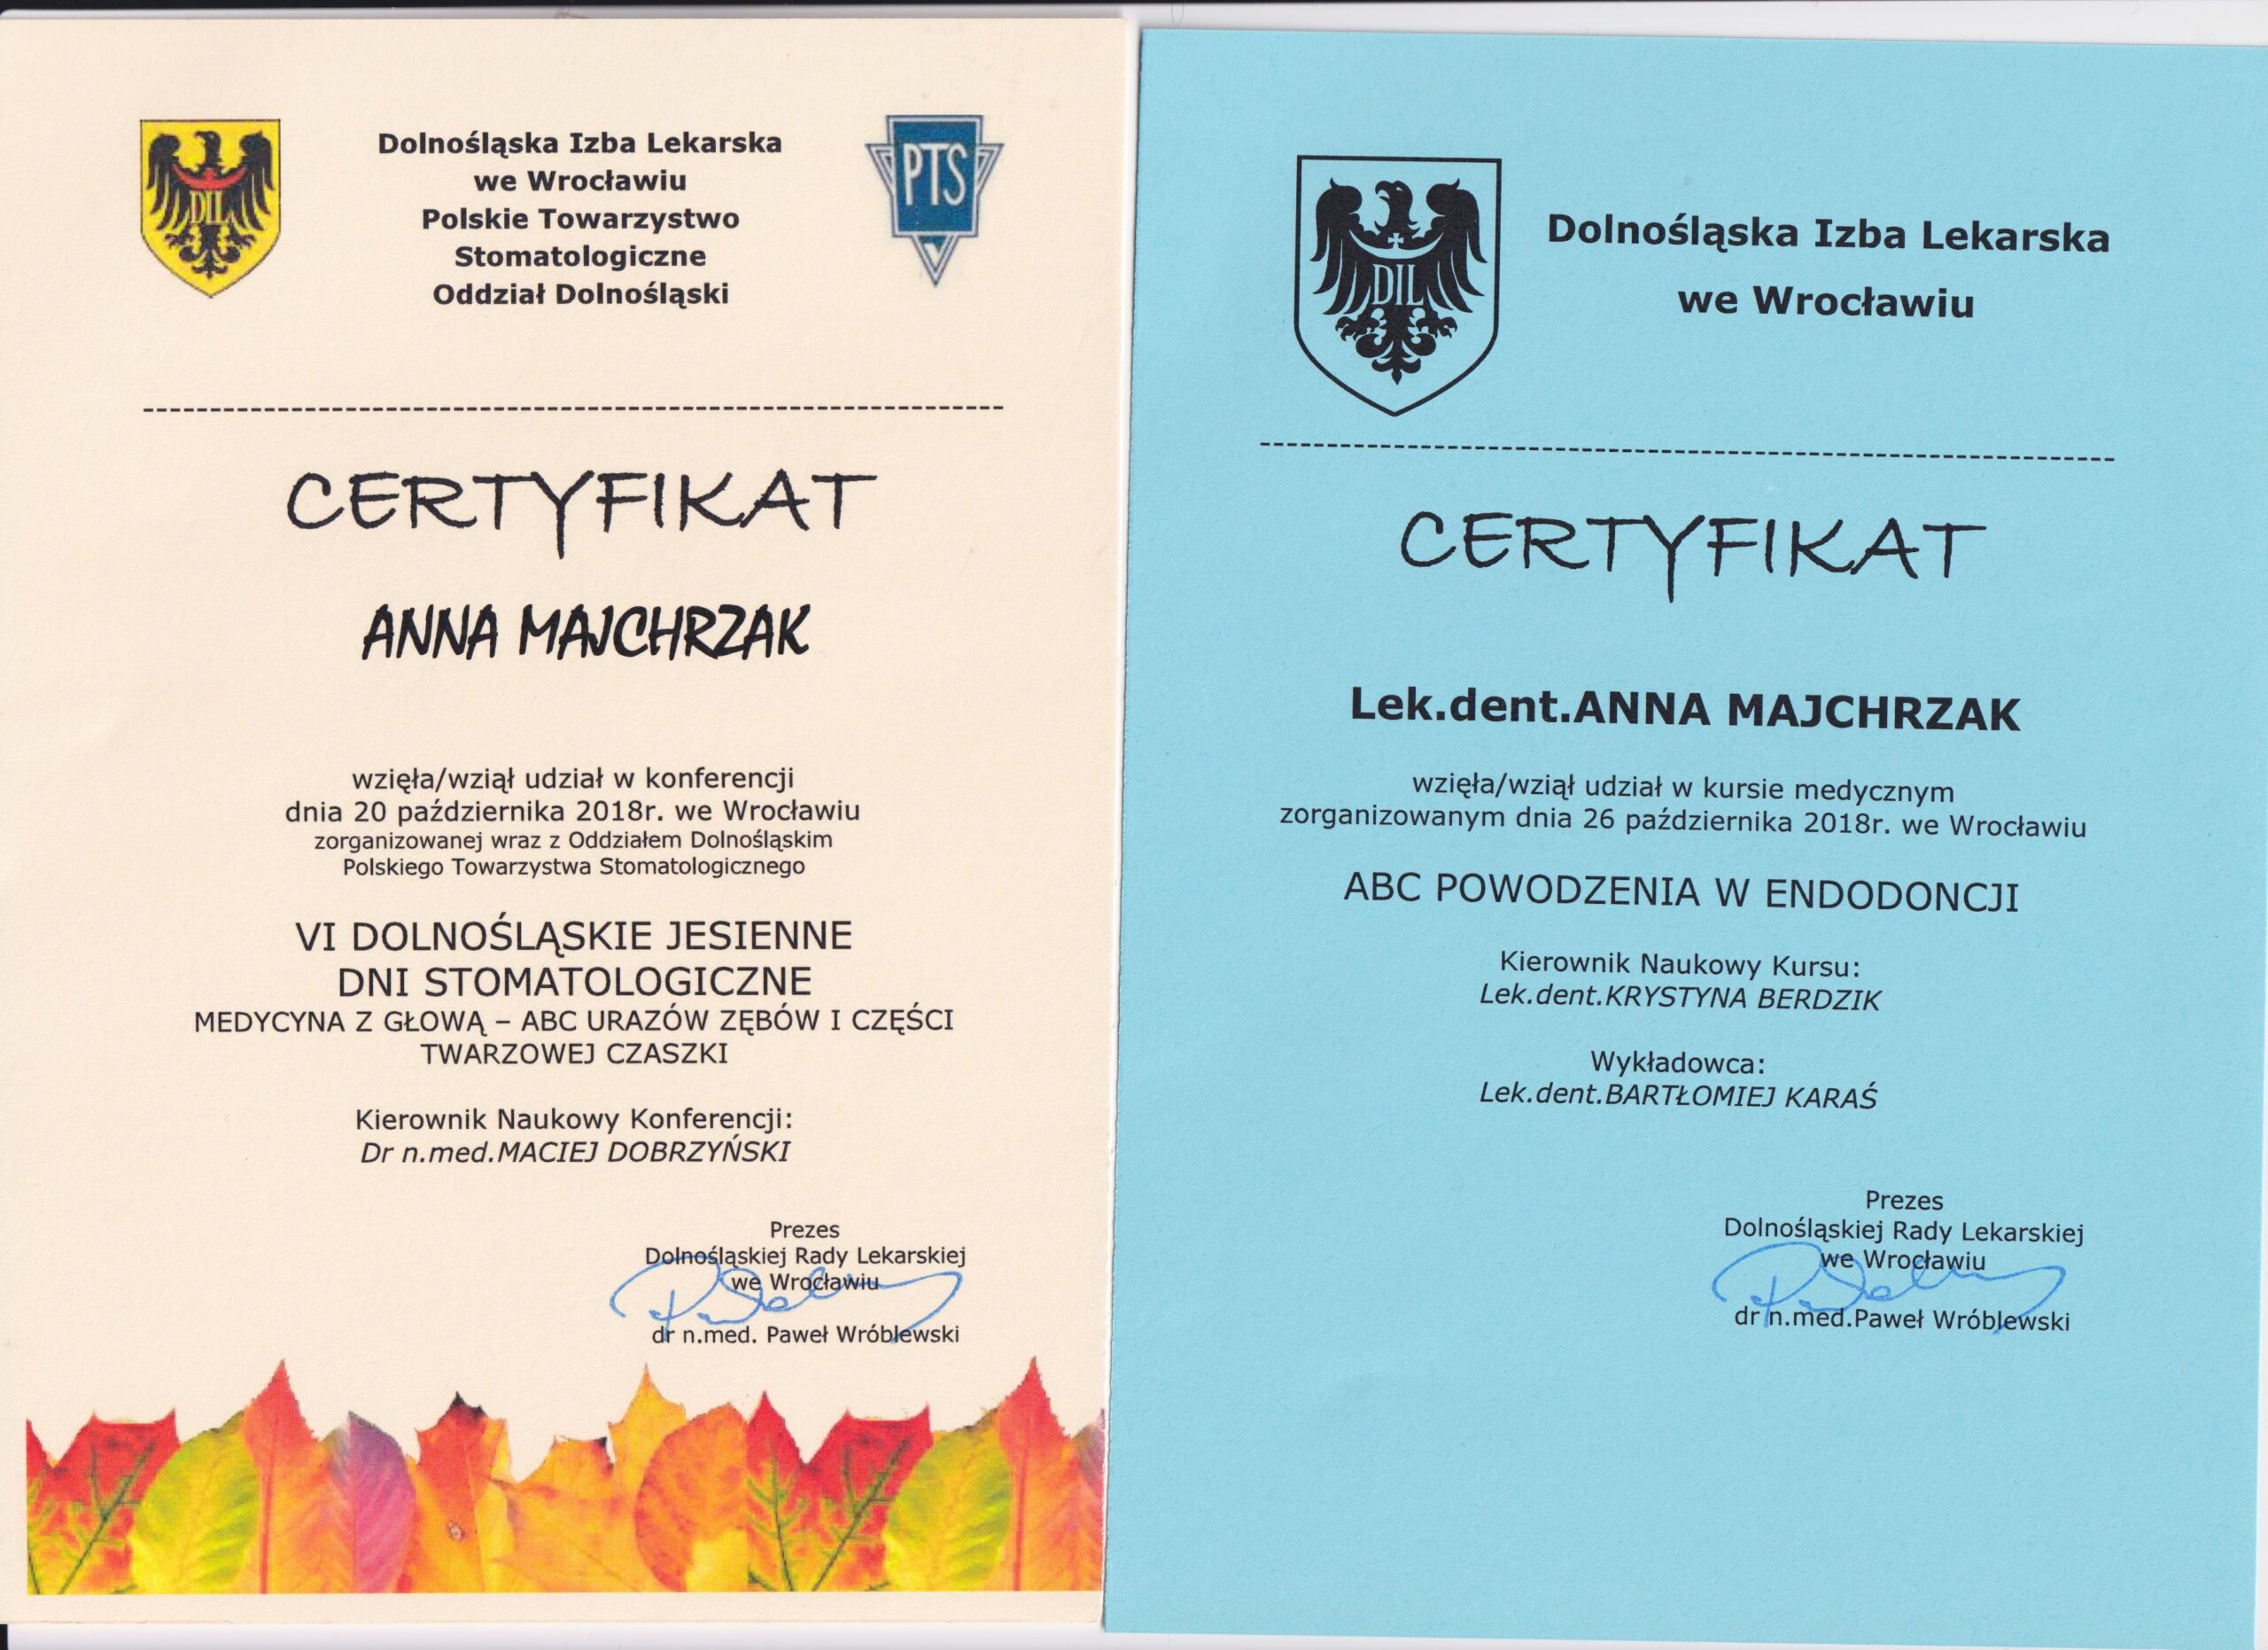 DIL
Dolnośląska Izba Lekarska
we Wrocławiu
Polskie Towarzystwo
Stomatologiczne
Oddział Dolnośląski
PTS
CERTYFIKAT
ANNA MAJCHRZAK
wzięła/wziął udział w konferencji
dnia 20 października 2018r. we Wrocławiu
zorganizowanej wraz z Oddziałem Dolnośląskim
Polskiego Towarzystwa Stomatologicznego
VI DOLNOŚLĄSKIE JESIENNE
DNI STOMATOLOGICZNE
MEDYCYNA Z GŁOWĄ – ABC URAZÓW ZĘBÓW I CZĘŚCI
TWARZOWEJ CZASZKI
Kierownik Naukowy Konferencji:
Dr n.med.MACIEJ DOBRZYŃSKI
Prezes
Dolnośląskiej Rady Lekarskiej
we Wrocławiu
dr n.med. Paweł Wróblewski
DIL
Dolnośląska Izba Lekarska
we Wrocławiu
CERTYFIKAT
Lek.dent.ANNA MAJCHRZAK
wzięła/wziął udział w kursie medycznym
zorganizowanym dnia 26 października 2018r. we Wrocławiu
ABC POWODZENIA W ENDODONCJI
Kierownik Naukowy Kursu:
Lek.dent.KRYSTYNA BERDZIK
Wykładowca:
Lek.dent.BARTŁOMIEJ KARAŚ
Prezes
Dolnośląskiej Rady Lekarskiej
we Wrocławiu
dr n.med.Paweł Wróblewski